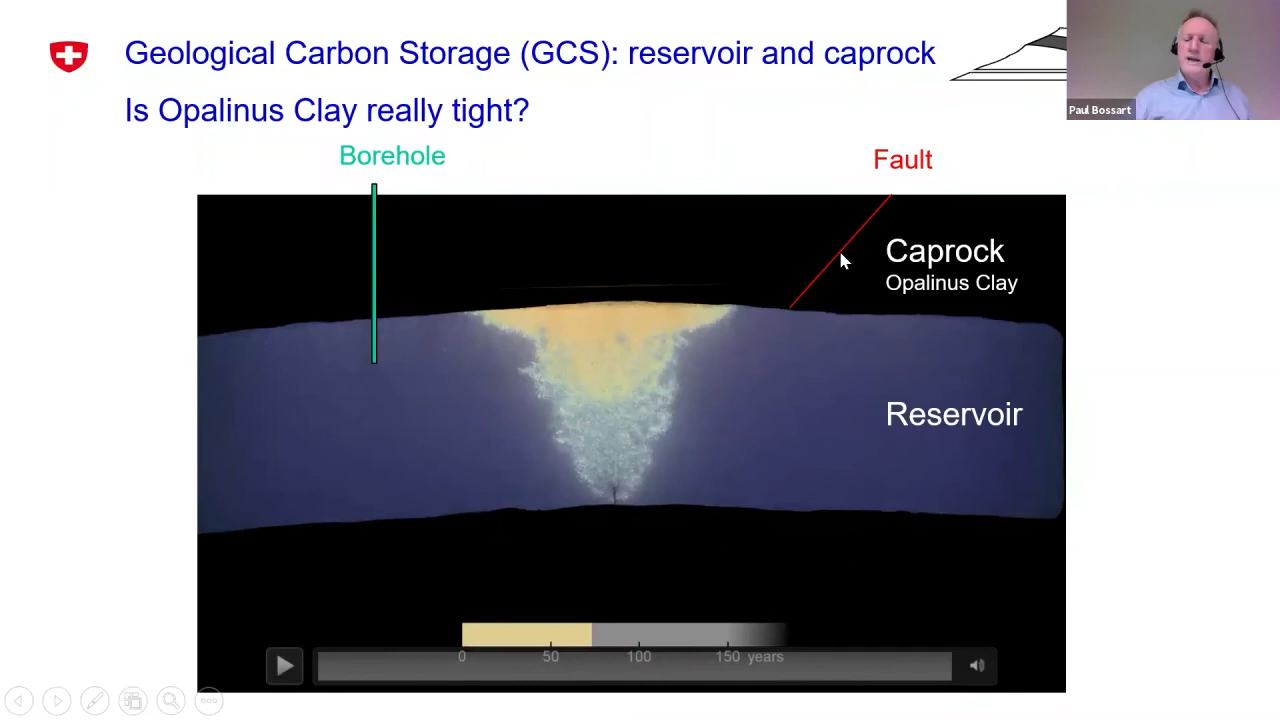 Geological Carbon Storage (GCS): reservoir and caprock
Is Opalinus Clay really tight?
Paul Bossart
Borehole
Fault
Caprock
Opalinus Clay
Reservoir
0 50 100 150 years